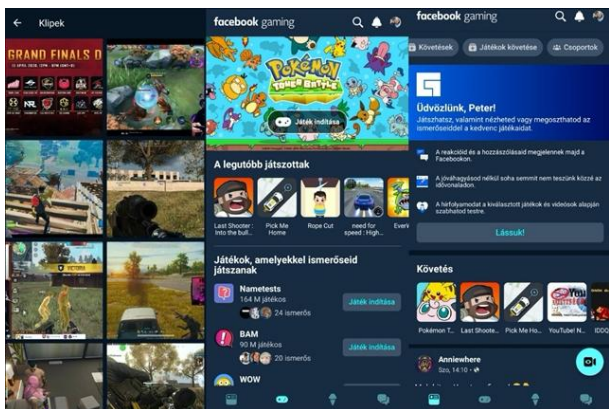 Klipek
GRAND FINALS D
VICTORIA
facebook gaming
POKÉMON
TOWER BATTLE
Játék indítása
A legutóbb játszottak
Last Shooter :
Into the bull...
Pick Me
Home
Rope Cut
need for
speed : High...
Játékok, amelyekkel ismerőseid
játszanak
Nametests
164 M játékos
24 ismerős
Játék indítása
BAM
90 M játékos
20 ismerős
Játék indítása
WOW
facebook gaming
Követések
Játékok követése
Csoportok
Üdvözlünk, Peter!
Játszhatsz, valamint nézheted vagy megoszthatod az
ismerőseiddel a kedvenc játékaidat.
A reakcióid és a hozzászólásaid megjelennek majd a
Facebookon.
A jóváhagyásod nélkül soha semmit nem teszünk közzé az
idővonaladon.
A hírfolyamodat a kiválasztott játékok és videósok alapján
szabhatod testre.
Lássuk!
Követés
Pokémon T...
Last Shoote...
Pick Me Ho...
YouTube! N...
Anniewhere
Szo, 14:10